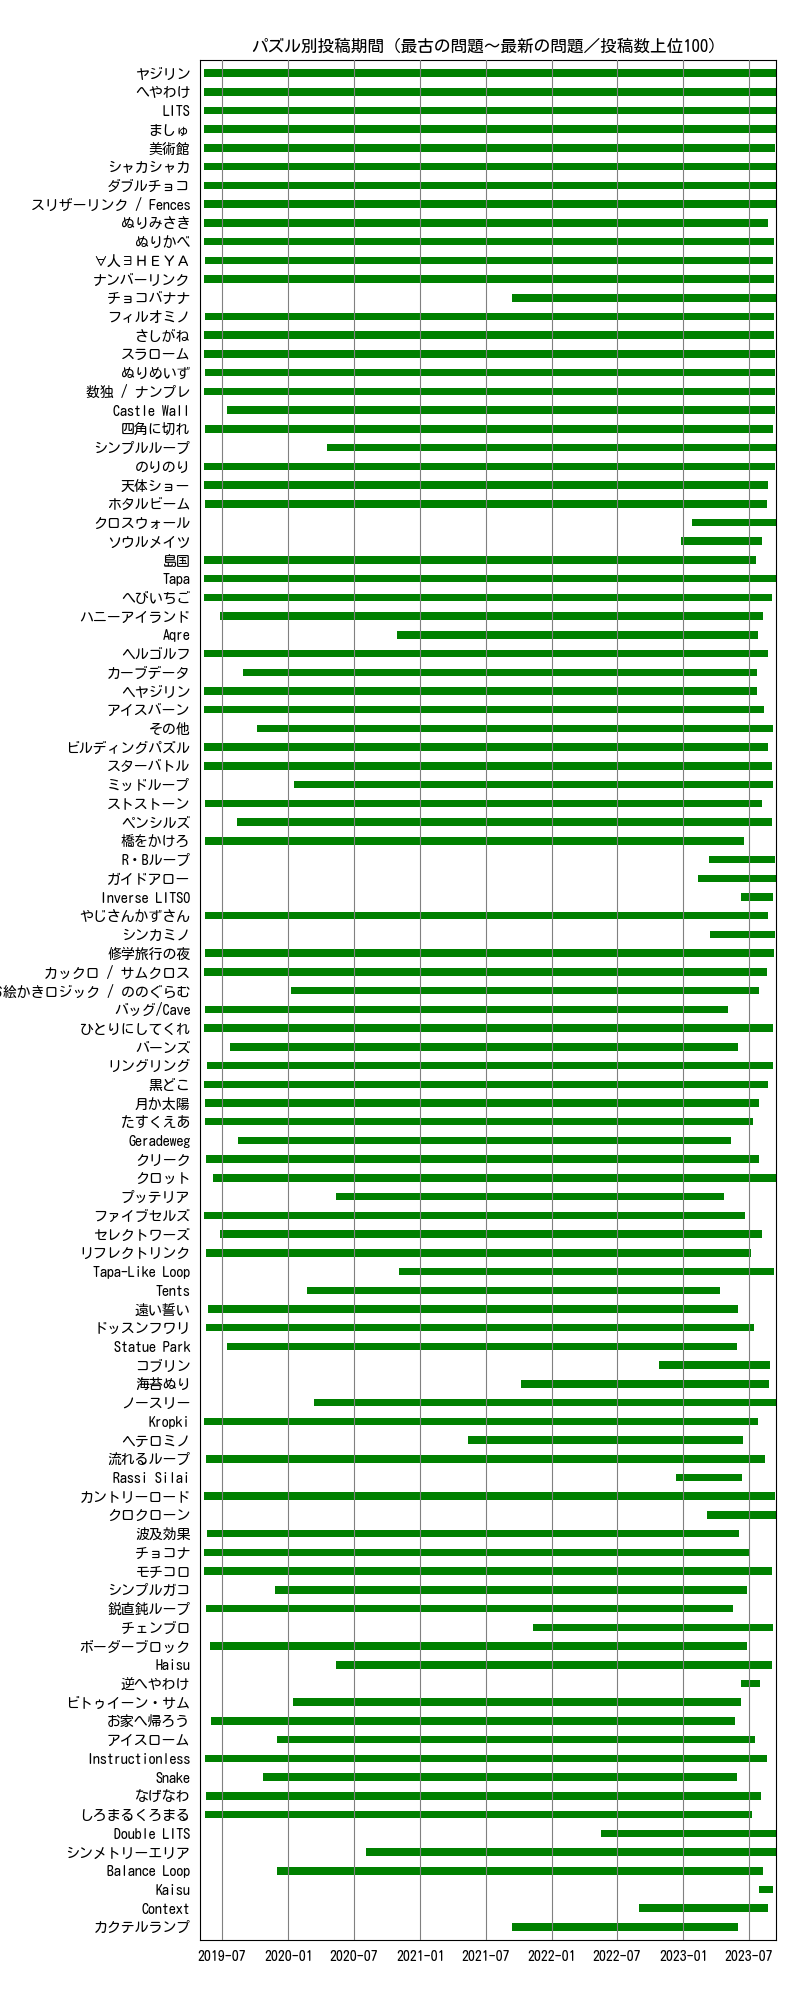 パズル別投稿期間（最古の問題～最新の問題／投稿数上位100）
ヤジリン
へやわけ
LITS
ましゅ
美術館
シャカシャカ
ダブルチョコ
スリザーリンク / Fences
ぬりみさき
ぬりかべ
∀人ヨＨＥＹＡ
ナンバーリンク
チョコバナナ
フィルオミノ
さしがね
スラローム
ぬりめいず
数独 / ナンプレ
Castle Wall
四角に切れ
シンプルループ
のりのり
天体ショー
ホタルビーム
クロスウォール
ソウルメイツ
島国
Tapa
へびいちご
ハニーアイランド
Aqre
ヘルゴルフ
カーブデータ
ヘヤジリン
アイスバーン
その他
ビルディングパズル
スターバトル
ミッドループ
ストストーン
ペンシルズ
橋をかけろ
R・Bループ
ガイドアロー
Inverse LITSO
やじさんかずさん
シンカミノ
修学旅行の夜
カックロ / サムクロス
絵かきロジック / ののぐらむ
バッグ/Cave
ひとりにしてくれ
バーンズ
リングリング
黒どこ
月か太陽
たすくえあ
Geradeweg
クリーク
クロット
プッテリア
ファイブセルズ
セレクトワーズ
リフレクトリンク
Tapa-Like Loop
Tents
遠い誓い
ドッスンフワリ
Statue Park
コブリン
海苔ぬり
ノースリー
Kropki
ヘテロミノ
流れるループ
Rassi Silai
カントリーロード
クロクローン
波及効果
チョコナ
モチコロ
シンプルガコ
鋭直鈍ループ
チェンブロ
ボーダーブロック
Haisu
逆へやわけ
ビトゥイーン・サム
お家へ帰ろう
アイスローム
Instructionless
Snake
なげなわ
しろまるくろまる
Double LITS
シンメトリーエリア
Balance Loop
Kaisu
Context
カクテルランプ
2019-07 2020-01 2020-07 2021-01 2021-07 2022-01 2022-07 2023-01 2023-07